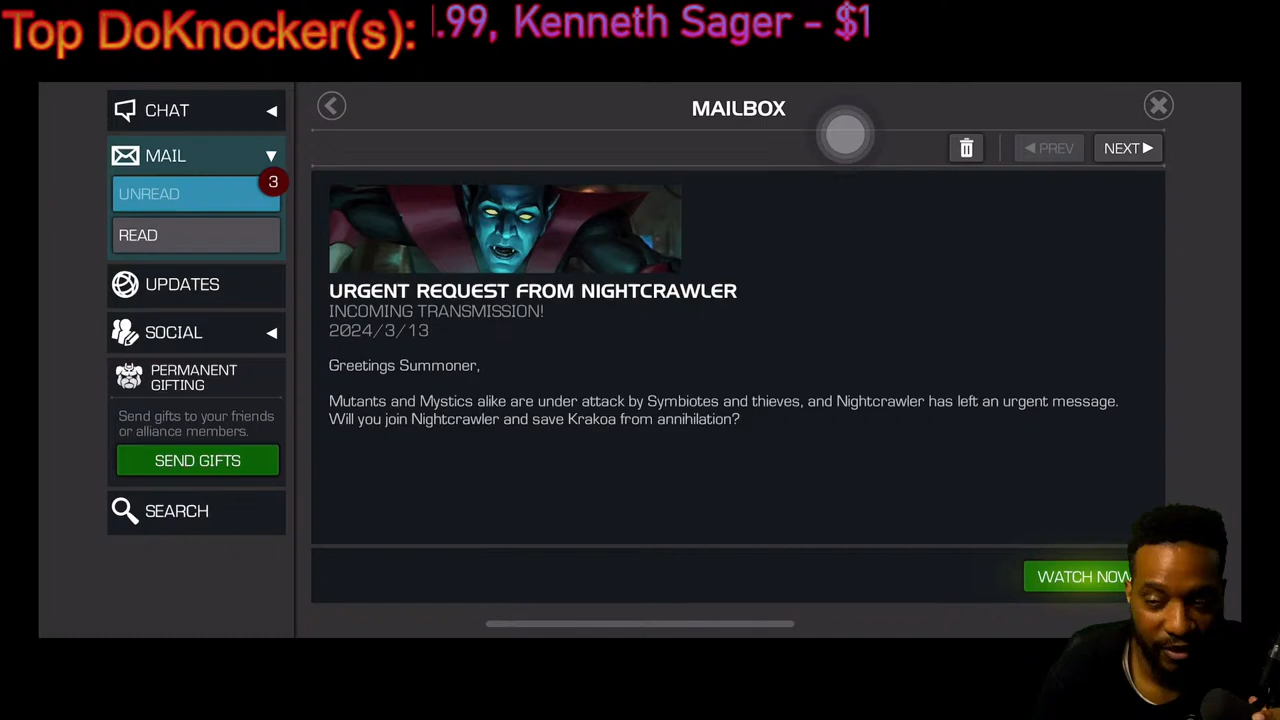 Top DoKnocker(s): .99, Kenneth Sager - $1
CHAT
MAIL
3
UNREAD
READ
UPDATES
SOCIAL
PERMANENT
GIFTING
Send gifts to your friends
or alliance members.
SEND GIFTS
SEARCH
MAILBOX
PREV
NEXT
URGENT REQUEST FROM NIGHTCRAWLER
INCOMING TRANSMISSION!
2024/3/13
Greetings Summoner,
Mutants and Mystics alike are under attack by Symbiotes and thieves, and Nightcrawler has left an urgent message.
Will you join Nightcrawler and save Krakoa from annihilation?
WATCH NOW